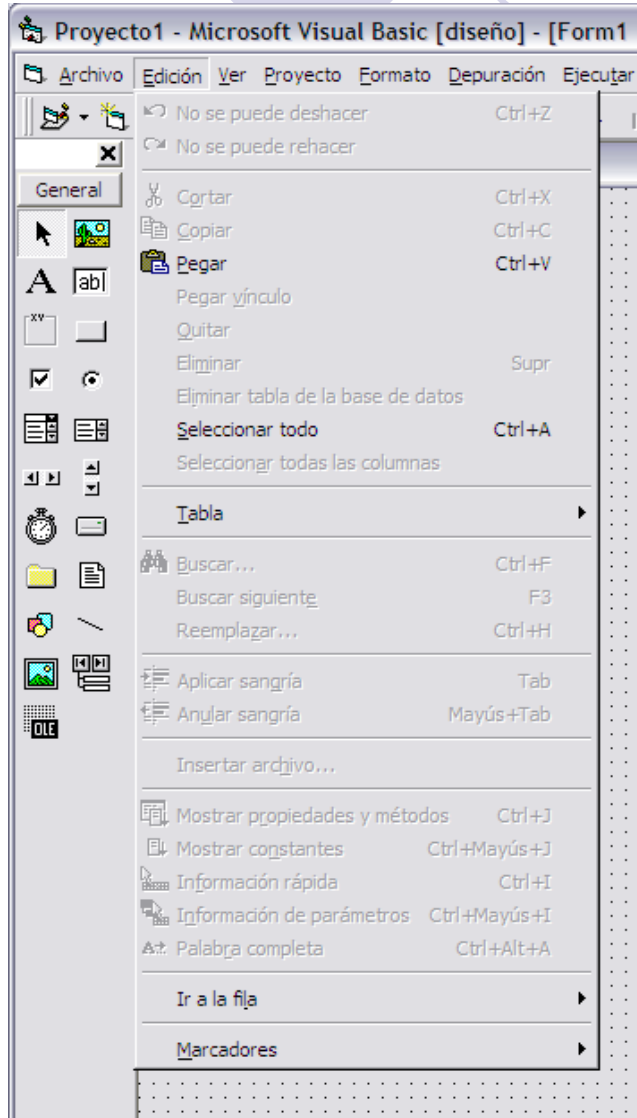 Proyecto1 - Microsoft Visual Basic [diseño] - [Form1
Archivo Edición Ver Proyecto Formato Depuración Ejecutar
No se puede deshacer Ctrl+Z
No se puede rehacer
General
Cortar Ctrl+X
Copiar Ctrl+C
Pegar Ctrl+V
Pegar vínculo
Quitar
Eliminar Supr
Eliminar tabla de la base de datos
Seleccionar todo Ctrl+A
Seleccionar todas las columnas
Tabla
Buscar... Ctrl+F
Buscar siguiente F3
Reemplazar... Ctrl+H
Aplicar sangría Tab
Anular sangría Mayús+Tab
Insertar archivo...
Mostrar propiedades y métodos Ctrl+J
Mostrar constantes Ctrl+Mayús+J
Información rápida Ctrl+I
Información de parámetros Ctrl+Mayús+I
Palabra completa Ctrl+Alt+A
Ir a la fila
Marcadores
A ab
XY
OLE